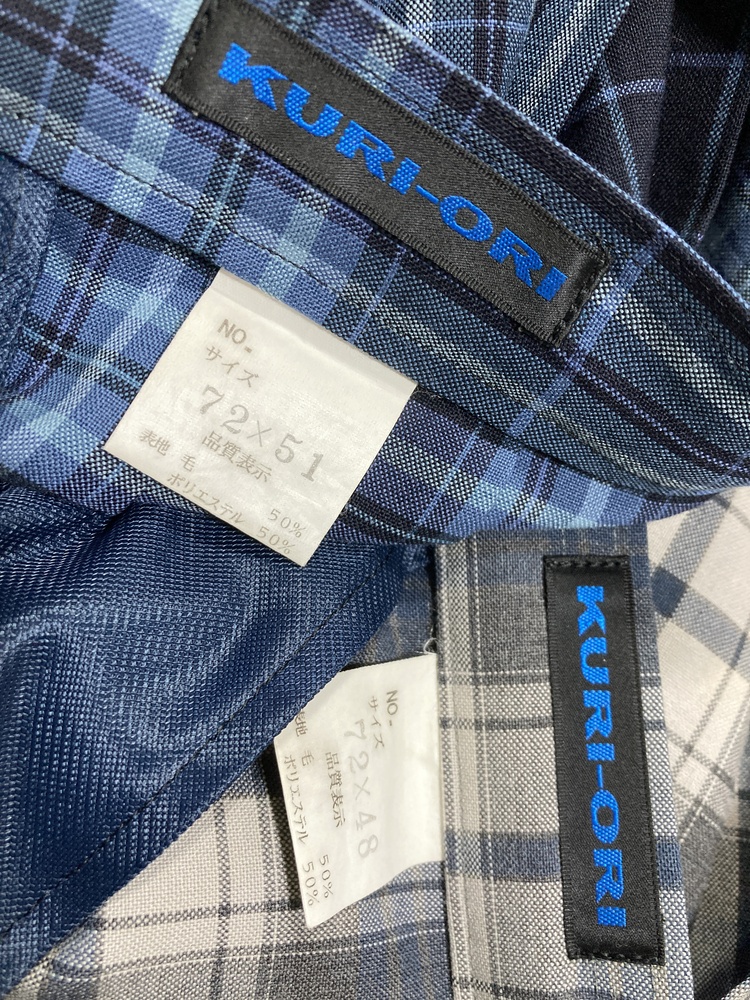 KURI-ORI
NO.
サイズ
72×51
品質表示
表地 毛 50%
ポリエステル 50%
KURI-ORI
NO.
サイズ
72×48
品質表示
表地 毛 50%
ポリエステル 50%